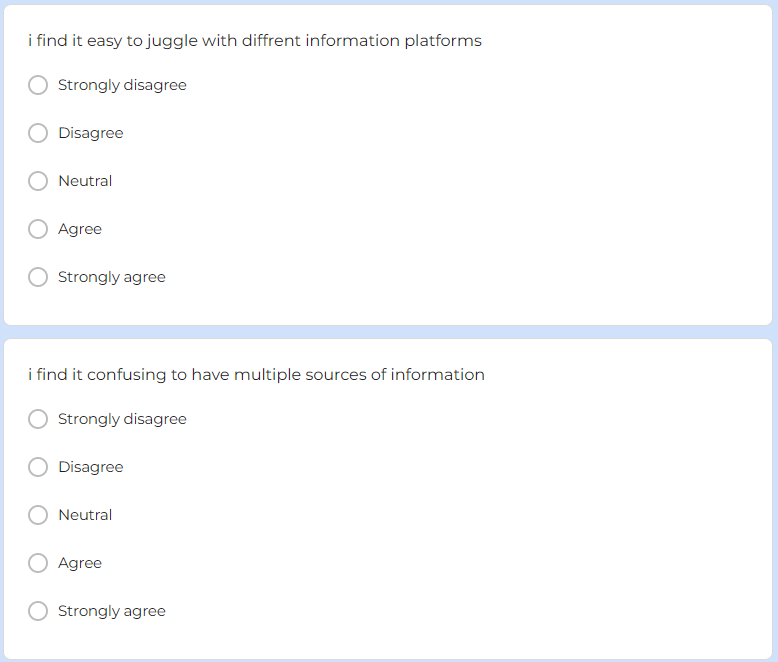 i find it easy to juggle with diffrent information platforms
Strongly disagree
Disagree
Neutral
Agree
Strongly agree
i find it confusing to have multiple sources of information
Strongly disagree
Disagree
Neutral
Agree
Strongly agree